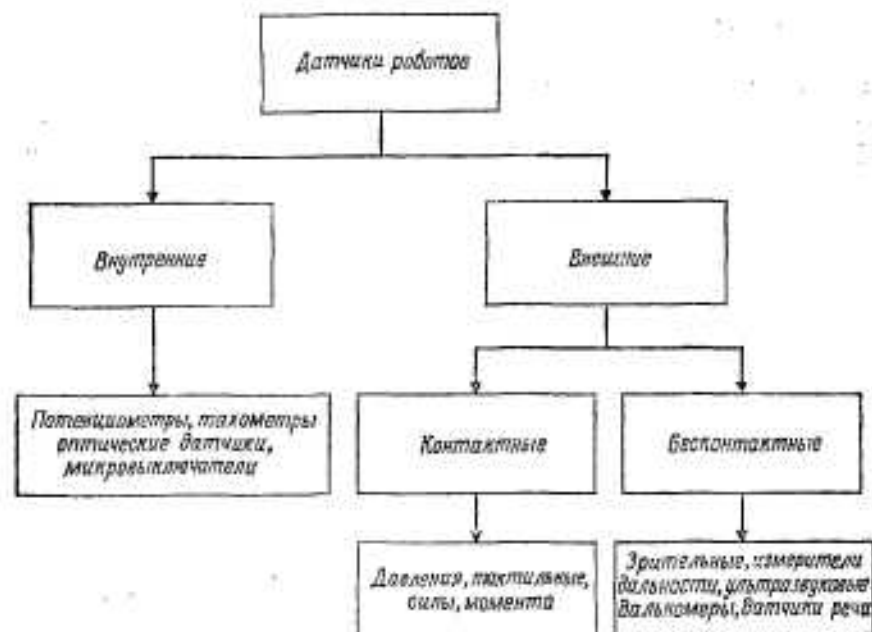 Датчики роботов
Внутренние
Внешние
Потенциометры, тахометры
оптические датчики,
микровыключатели
Контактные
Бесконтактные
Давления, тактильные,
силы, момента
Зрительные, измерители
дальности, ультразвуковые
дальномеры, датчики речи